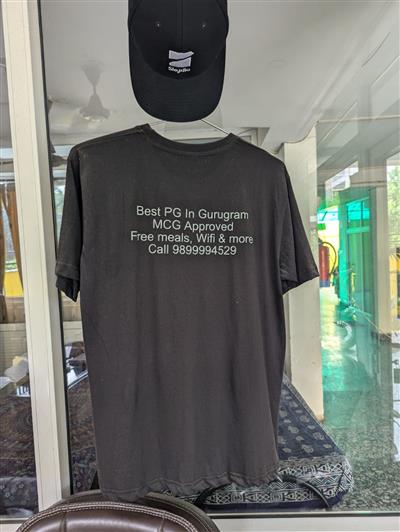 Best PG In Gurugram
MCG Approved
Free meals, Wifi & more
Call 9899994529